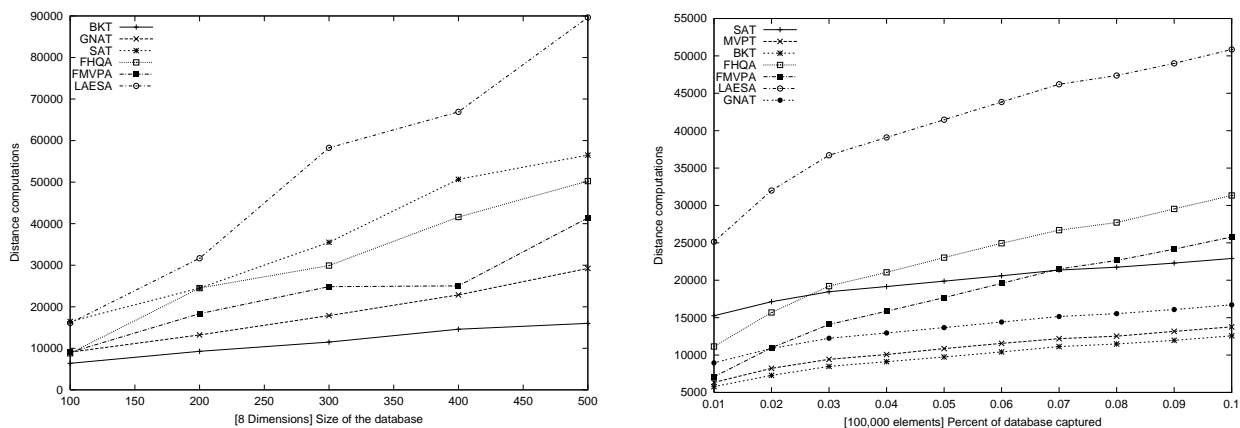 90000
80000
70000
60000
50000
40000
30000
20000
10000
0
Distance computations
BKT
GNAT
SAT
FHQA
FMVPA
LAESA
100 150 200 250 300 350 400 450 500
[8 Dimensions] Size of the database
55000
50000
45000
40000
35000
30000
25000
20000
15000
10000
5000
Distance computations
SAT
MVPT
BKT
FHQA
FMVPA
LAESA
GNAT
0.01 0.02 0.03 0.04 0.05 0.06 0.07 0.08 0.09 0.1
[100,000 elements] Percent of database captured